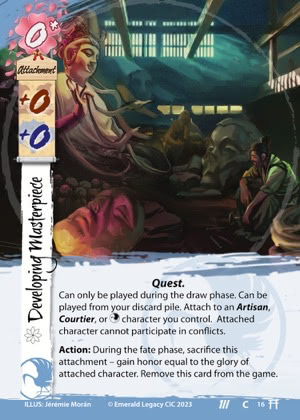 0
Attachment
+0
+0
Developing Masterpiece
Quest.
Can only be played during the draw phase. Can be
played from your discard pile. Attach to an Artisan,
Courtier, or character you control. Attached
character cannot participate in conflicts.
Action: During the fate phase, sacrifice this
attachment – gain honor equal to the glory of
attached character. Remove this card from the game.
ILLUS: Jérémie Morán © Emerald Legacy CIC 2023 C 16